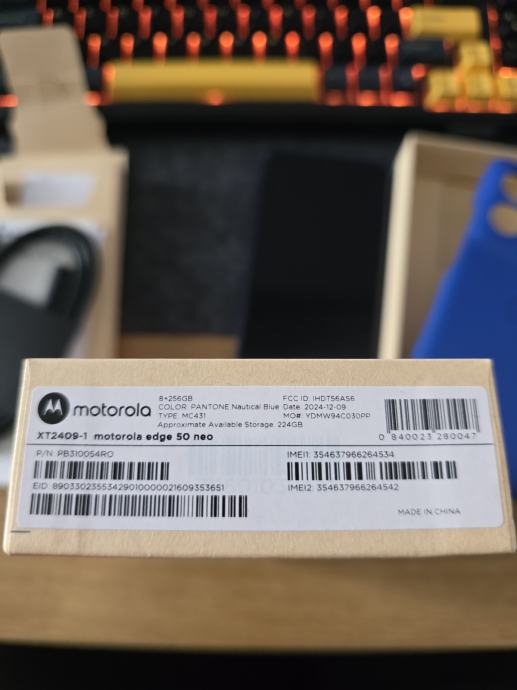 motorola
8+256GB
COLOR: PANTONE Nautical Blue
TYPE: MC431
Approximate Available Storage: 224GB
FCC ID: IHDT56AS6
Date: 2024-12-09
MO#: YDMW94C030PP
0 840023 280047
XT2409-1 motorola edge 50 neo
P/N: PB310054RO
IMEI1: 354637966264534
EID: 89033023553429010000021609353651
IMEI2: 354637966264542
MADE IN CHINA